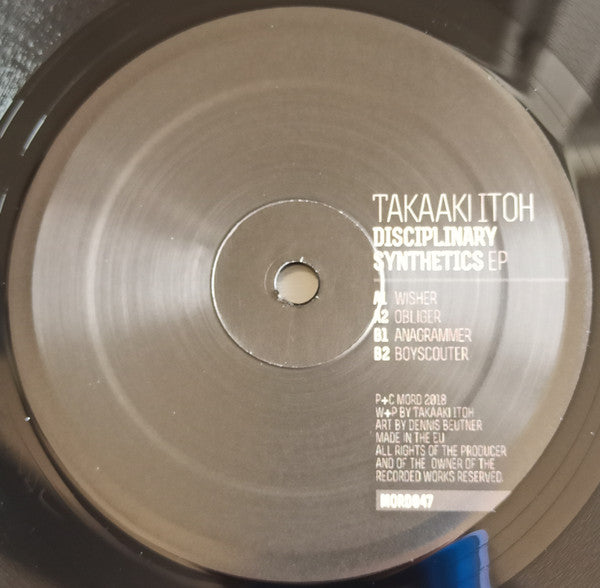 TAKAAKI ITOH
DISCIPLINARY
SYNTHETICS EP
A1 WISHER
A2 OBLIGER
B1 ANAGRAMMER
B2 BOYSCOUTER
P+C MORD 2018
W+P BY TAKAAKI ITOH
ART BY DENNIS BEUTNER
MADE IN THE EU
ALL RIGHTS OF THE PRODUCER
AND OF THE OWNER OF THE
RECORDED WORKS RESERVED.
MORD047